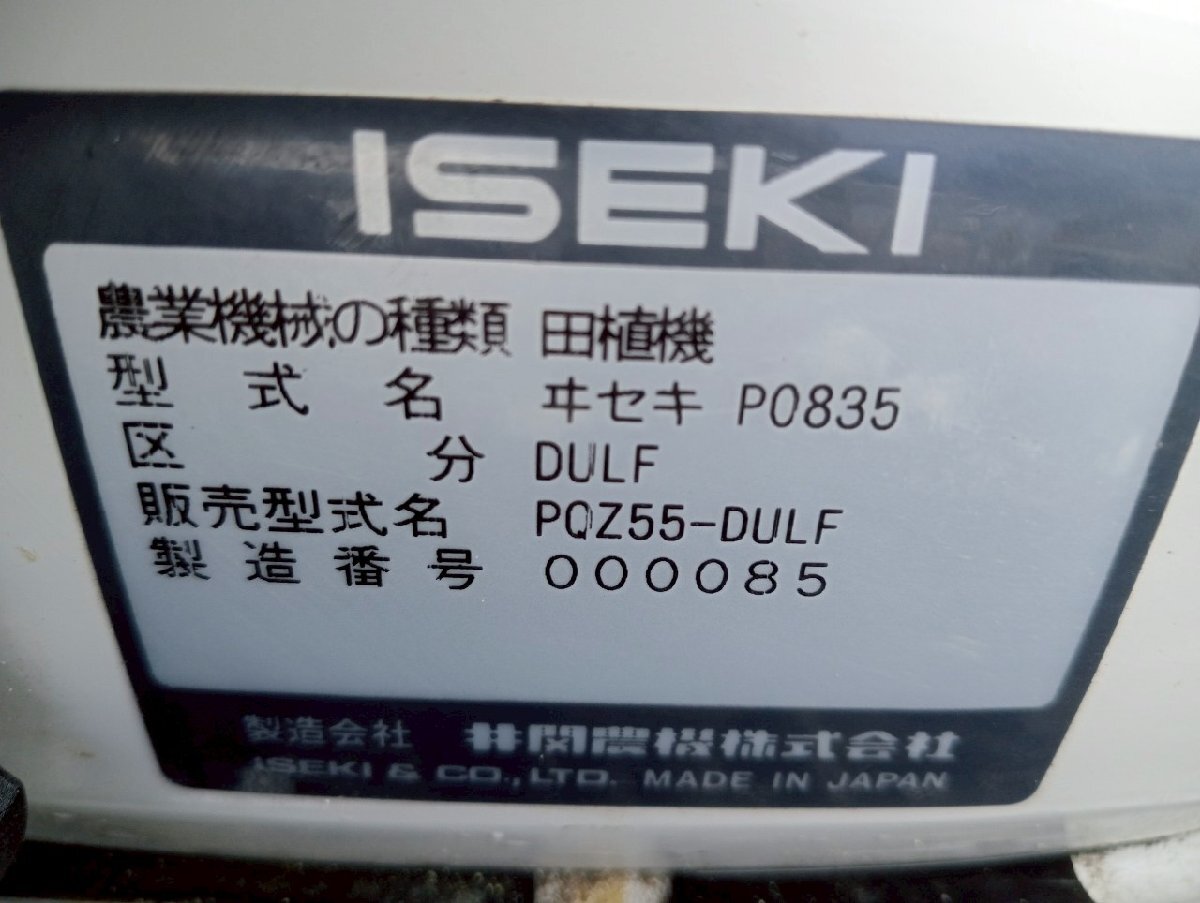 ISEKI
農業機械の種類 田植機
型式名 ヰセキ P0835
区分 DULF
販売型式名 PQZ55-DULF
製造番号 000085
製造会社 井関農機株式会社
ISEKI & CO., LTD. MADE IN JAPAN